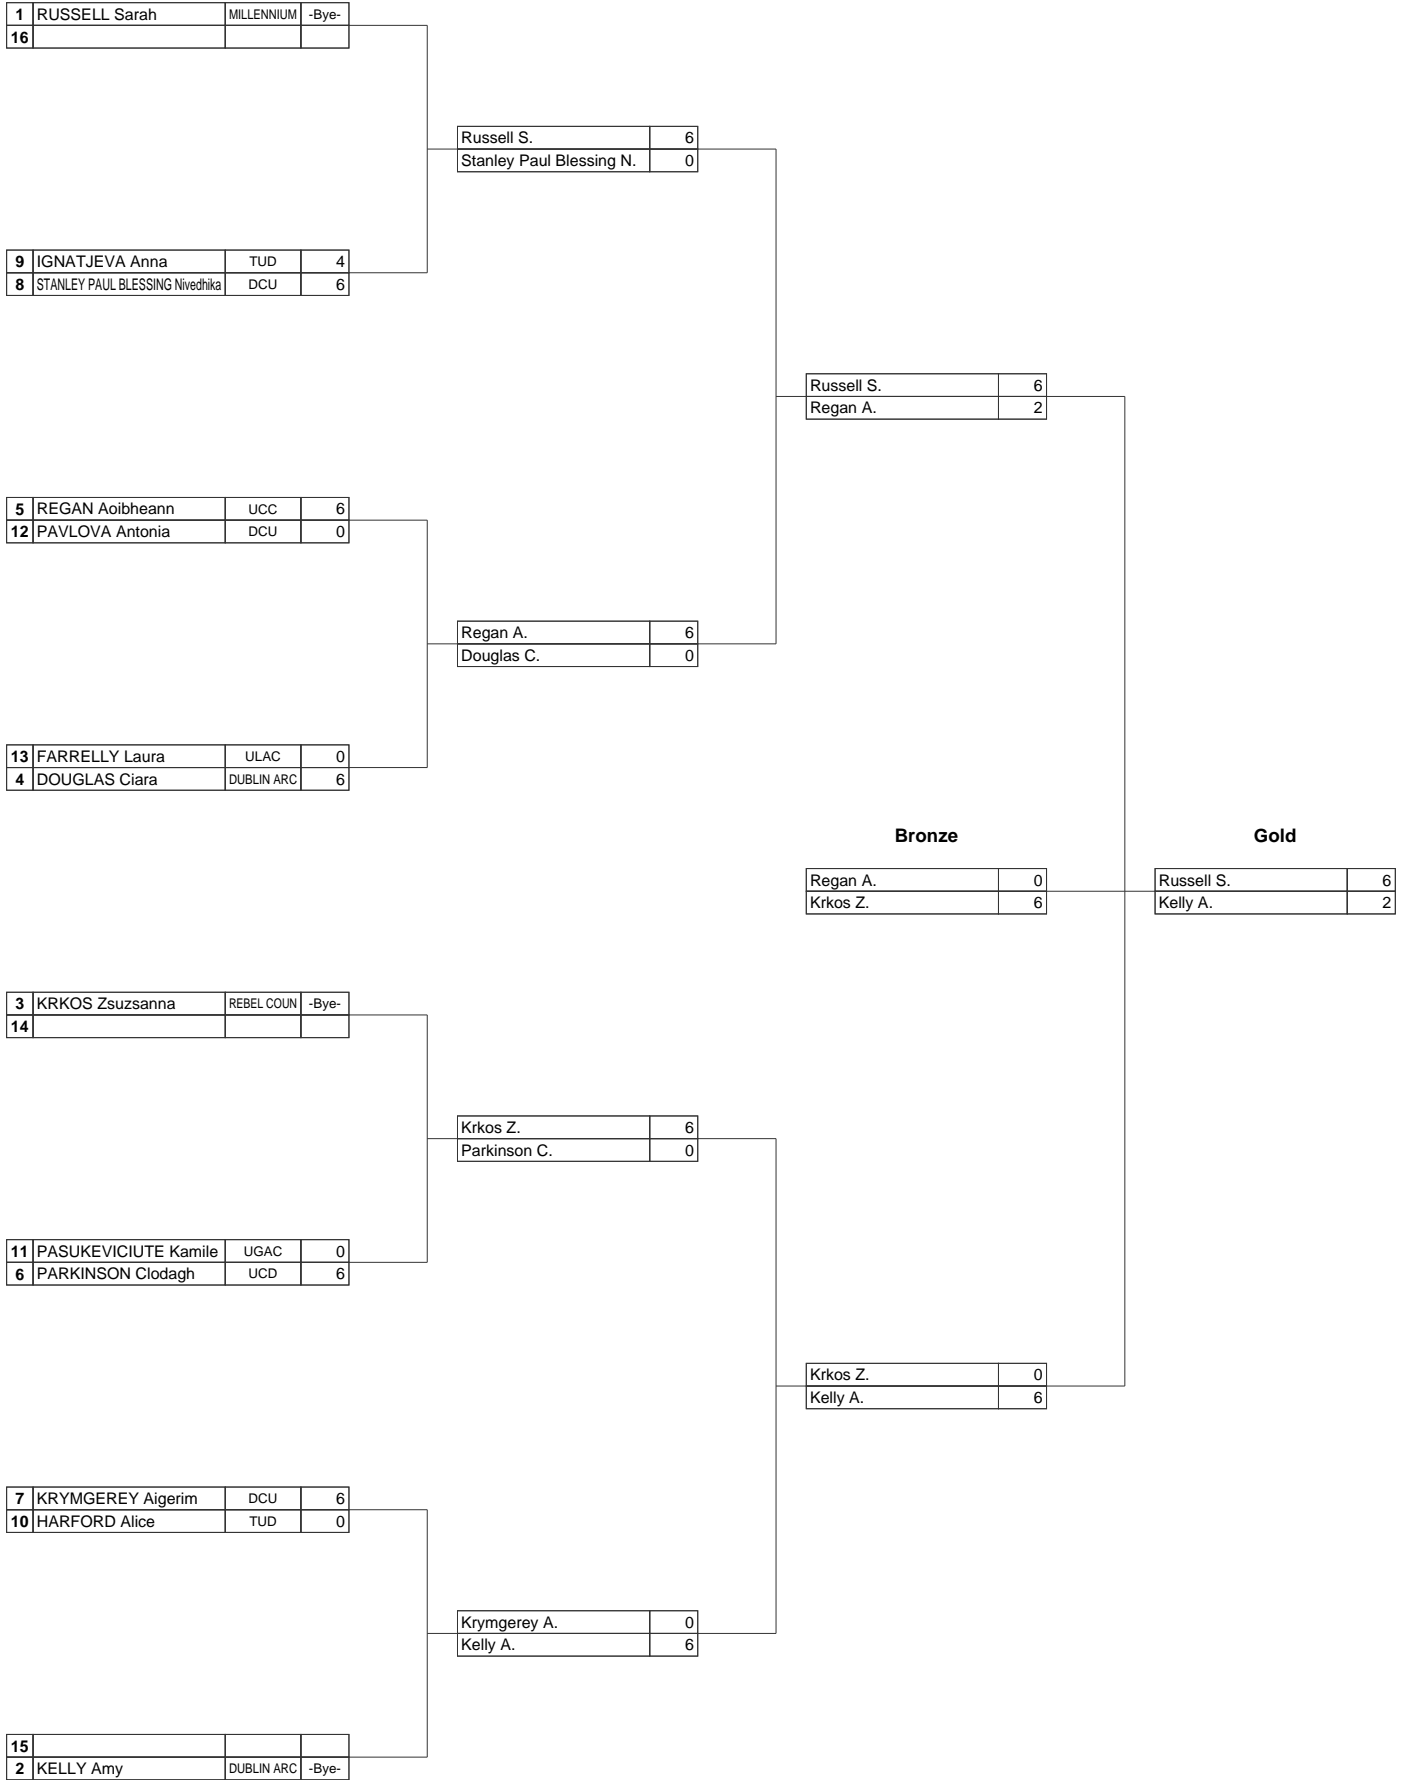 1 RUSSELL Sarah MILLENNIUM -Bye-
16
Russell S. 6
Stanley Paul Blessing N. 0
9 IGNATJEVA Anna TUD 4
8 STANLEY PAUL BLESSING Nivedhika DCU 6
Russell S. 6
Regan A. 2
5 REGAN Aoibheann UCC 6
12 PAVLOVA Antonia DCU 0
Regan A. 6
Douglas C. 0
13 FARRELLY Laura ULAC 0
4 DOUGLAS Ciara DUBLIN ARC 6
Bronze
Gold
Regan A. 0
Krkos Z. 6
Russell S. 6
Kelly A. 2
3 KRKOS Zsuzsanna REBEL COUN -Bye-
14
Krkos Z. 6
Parkinson C. 0
11 PASUKEVICIUTE Kamile UGAC 0
6 PARKINSON Clodagh UCD 6
Krkos Z. 0
Kelly A. 6
7 KRYMGEREY Aigerim DCU 6
10 HARFORD Alice TUD 0
Krymgerey A. 0
Kelly A. 6
15
2 KELLY Amy DUBLIN ARC -Bye-